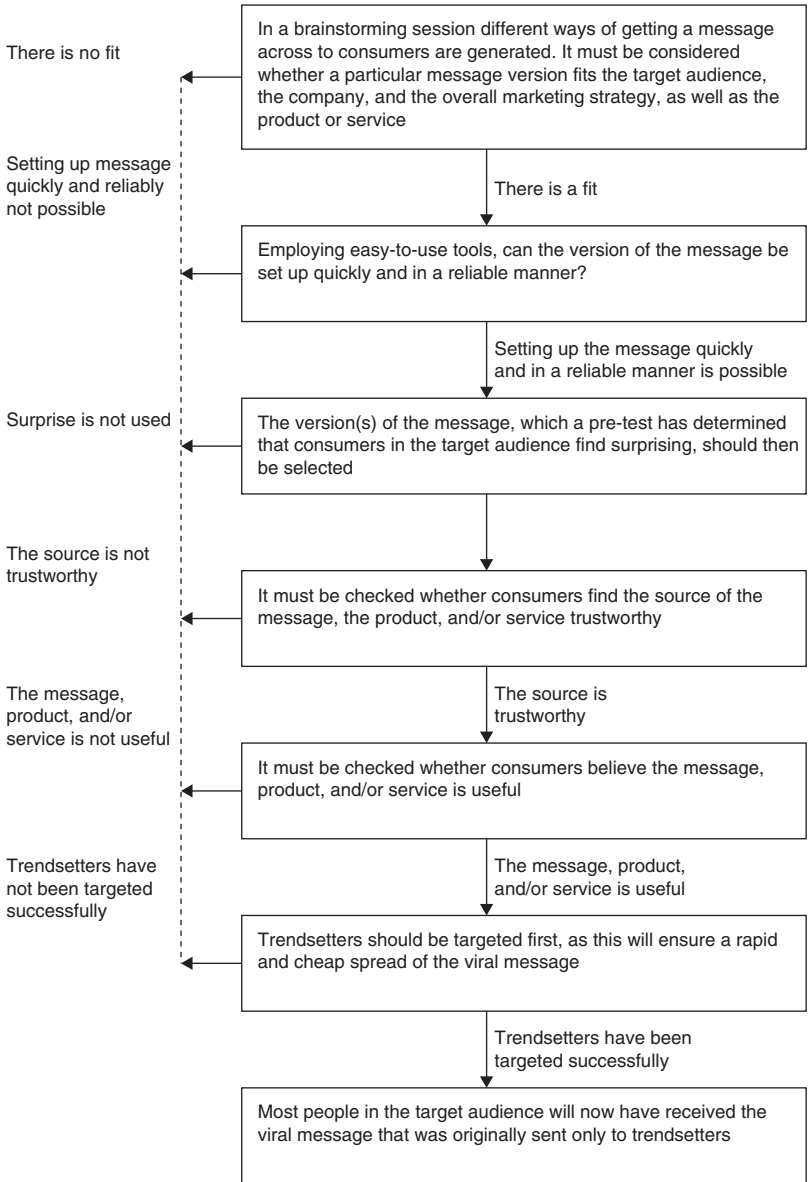 In a brainstorming session different ways of getting a message
across to consumers are generated. It must be considered
whether a particular message version fits the target audience,
the company, and the overall marketing strategy, as well as the
product or service
There is no fit
There is a fit
Setting up message
quickly and reliably
not possible
Employing easy-to-use tools, can the version of the message be
set up quickly and in a reliable manner?
Setting up the message quickly
and in a reliable manner is possible
Surprise is not used
The version(s) of the message, which a pre-test has determined
that consumers in the target audience find surprising, should then
be selected
The source is not
trustworthy
It must be checked whether consumers find the source of the
message, the product, and/or service trustworthy
The source is
trustworthy
The message,
product, and/or
service is not useful
It must be checked whether consumers believe the message,
product, and/or service is useful
The message, product,
and/or service is useful
Trendsetters have
not been targeted
successfully
Trendsetters should be targeted first, as this will ensure a rapid
and cheap spread of the viral message
Trendsetters have been
targeted successfully
Most people in the target audience will now have received the
viral message that was originally sent only to trendsetters